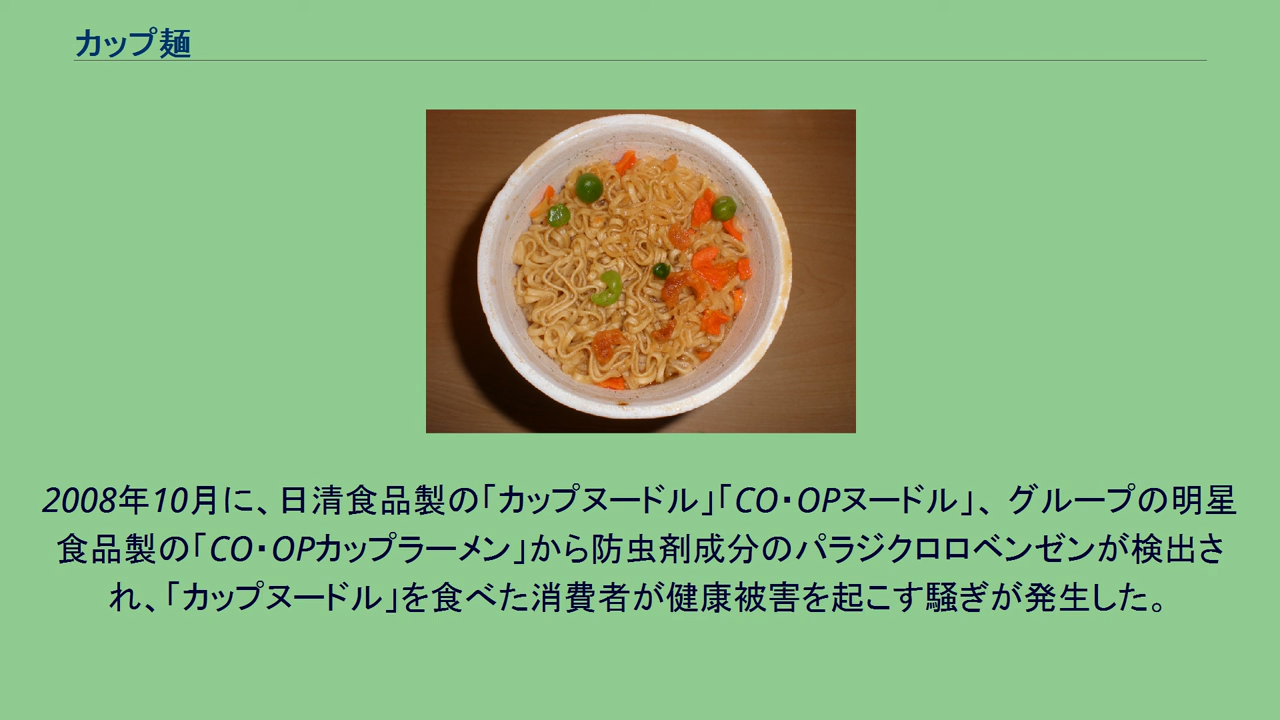 カップ麺
2008年10月に、日清食品製の｢カップヌードル｣｢CO･OPヌードル｣、グループの明星
食品製の｢CO･OPカップラーメン｣から防虫剤成分のパラジクロロベンゼンが検出さ
れ、｢カップヌードル｣を食べた消費者が健康被害を起こす騒ぎが発生した。